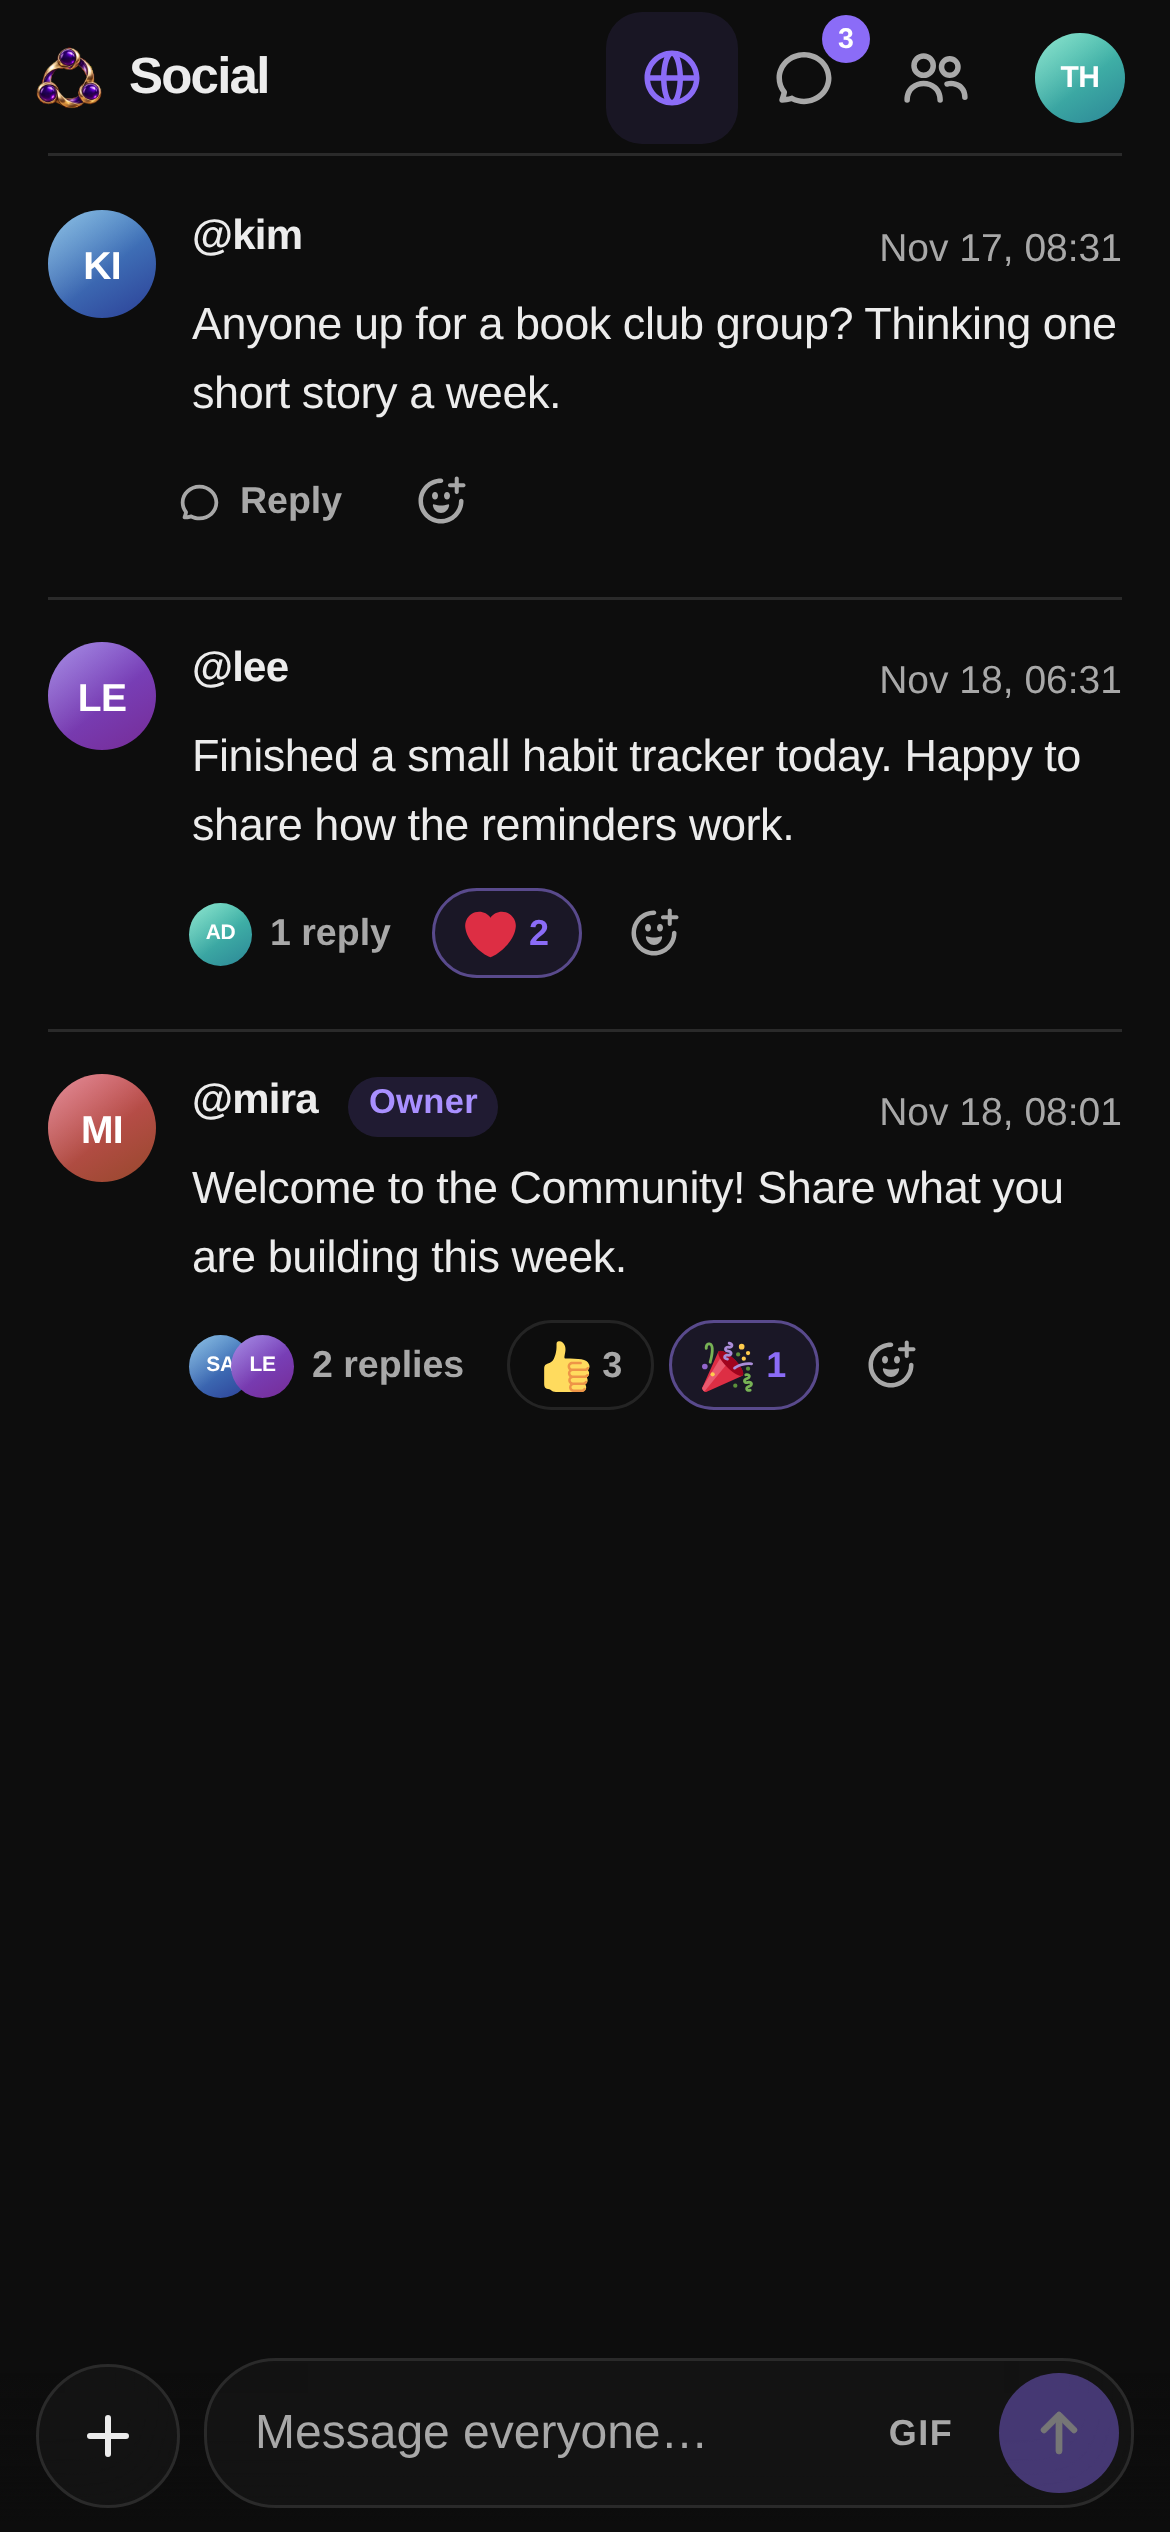 Social
3
TH
KI
@kim
Nov 17, 08:31
Anyone up for a book club group? Thinking one
short story a week.
Reply
LE
@lee
Nov 18, 06:31
Finished a small habit tracker today. Happy to
share how the reminders work.
AD
1 reply
2
MI
@mira
Owner
Nov 18, 08:01
Welcome to the Community! Share what you
are building this week.
SA
LE
2 replies
3
1
Message everyone...
GIF